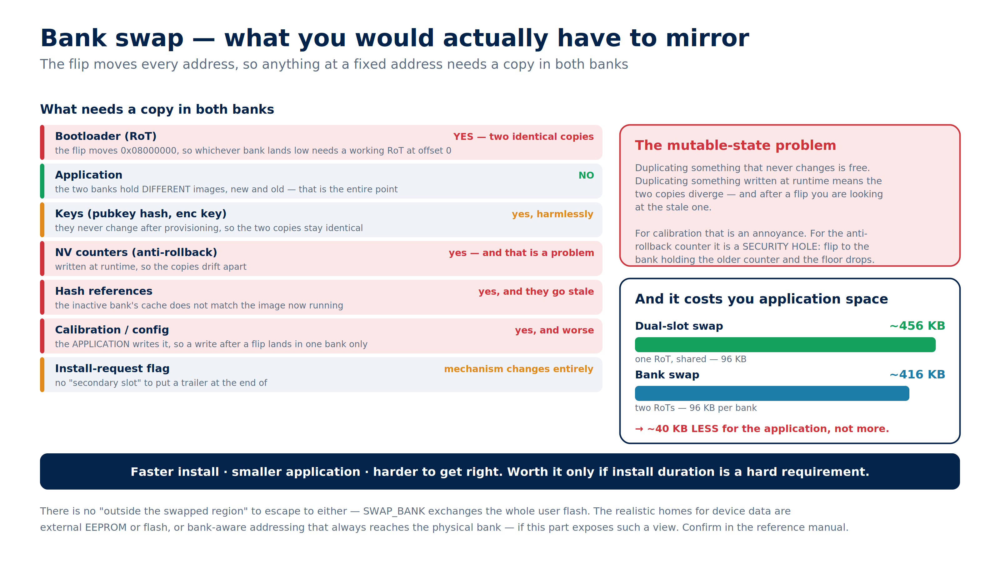 Bank swap — what you would actually have to mirror
The flip moves every address, so anything at a fixed address needs a copy in both banks
What needs a copy in both banks
Bootloader (RoT)
YES — two identical copies
the flip moves 0x08000000, so whichever bank lands low needs a working RoT at offset 0
Application
NO
the two banks hold DIFFERENT images, new and old — that is the entire point
Keys (pubkey hash, enc key)
yes, harmlessly
they never change after provisioning, so the two copies stay identical
NV counters (anti-rollback)
yes — and that is a problem
written at runtime, so the copies drift apart
Hash references
yes, and they go stale
the inactive bank's cache does not match the image now running
Calibration / config
yes, and worse
the APPLICATION writes it, so a write after a flip lands in one bank only
Install-request flag
mechanism changes entirely
no "secondary slot" to put a trailer at the end of
The mutable-state problem
Duplicating something that never changes is free.
Duplicating something written at runtime means the
two copies diverge — and after a flip you are looking
at the stale one.
For calibration that is an annoyance. For the anti-
rollback counter it is a SECURITY HOLE: flip to the
bank holding the older counter and the floor drops.
And it costs you application space
Dual-slot swap
~456 KB
one RoT, shared — 96 KB
Bank swap
~416 KB
two RoTs — 96 KB per bank
→ ~40 KB LESS for the application, not more.
Faster install · smaller application · harder to get right. Worth it only if install duration is a hard requirement.
There is no "outside the swapped region" to escape to either — SWAP_BANK exchanges the whole user flash. The realistic homes for device data are
external EEPROM or flash, or bank-aware addressing that always reaches the physical bank — if this part exposes such a view. Confirm in the reference manual.